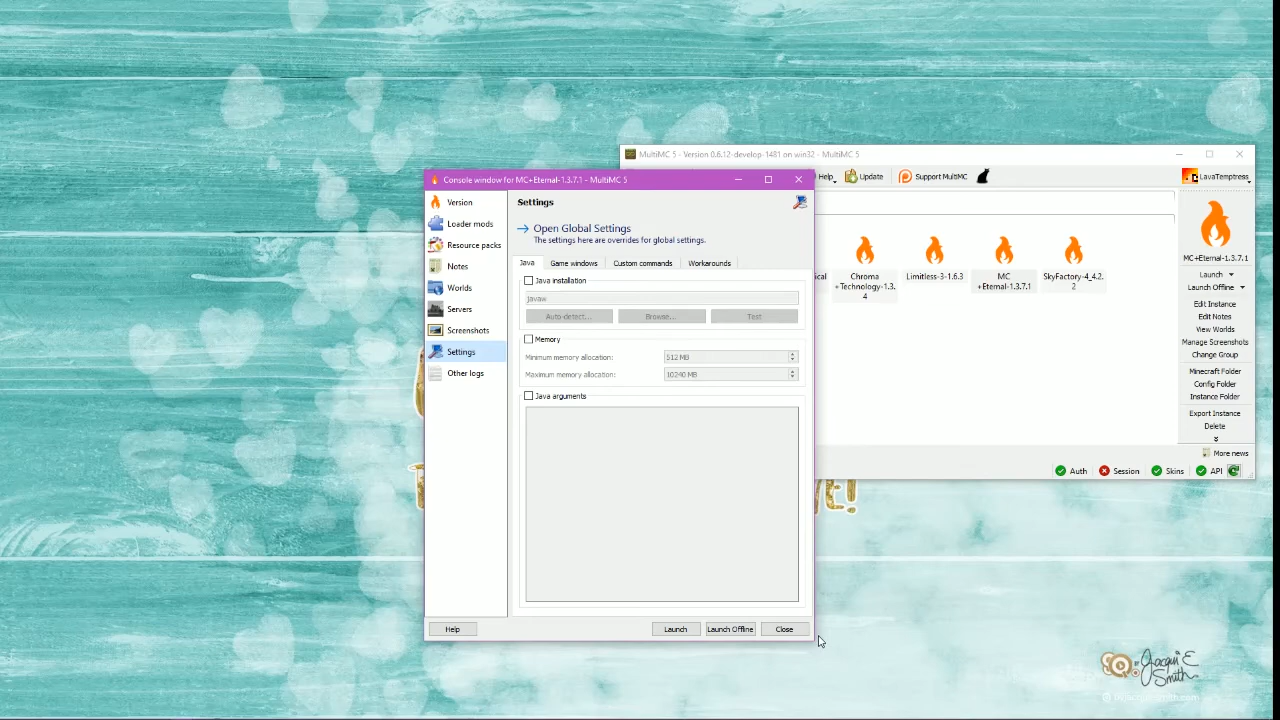 MultiMC 5 - Version 0.6.12-develop-1481 on win32 - MultiMC 5
Help
Update
Support MultiMC
LavaTemptress
Console window for MC+Eternal-1.3.7.1 - MultiMC 5
Version
Loader mods
Resource packs
Notes
Worlds
Servers
Screenshots
Settings
Other logs
Settings
Open Global Settings
The settings here are overrides for global settings.
Java
Game windows
Custom commands
Workarounds
Java installation
javaw
Auto-detect...
Browse...
Test
Memory
Minimum memory allocation:
512 MB
Maximum memory allocation:
10240 MB
Java arguments
Help
Launch
Launch Offline
Close
Chroma
+Technology-1.3.
4
Limitless-3-1.6.3
MC
+Eternal-1.3.7.1
SkyFactory-4_4.2.
2
MC+Eternal-1.3.7.1
Launch
Launch Offline
Edit Instance
Edit Notes
View Worlds
Manage Screenshots
Change Group
Minecraft Folder
Config Folder
Instance Folder
Export Instance
Delete
More news
Auth
Session
Skins
API
VE!
Jacqui E
Smith